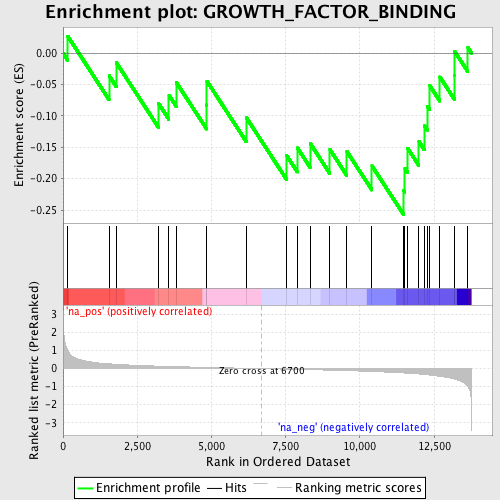 Enrichment plot: GROWTH_FACTOR_BINDING
Enrichment score (ES)
0.00
-0.05
-0.10
-0.15
-0.20
-0.25
Ranked list metric (PreRanked)
'na_pos' (positively correlated)
3
2
1
0
-1
-2
-3
Zero cross at 6700
'na_neg' (negatively correlated)
0
2,500
5,000
7,500
10,000
12,500
Rank in Ordered Dataset
Enrichment profile
Hits
Ranking metric scores